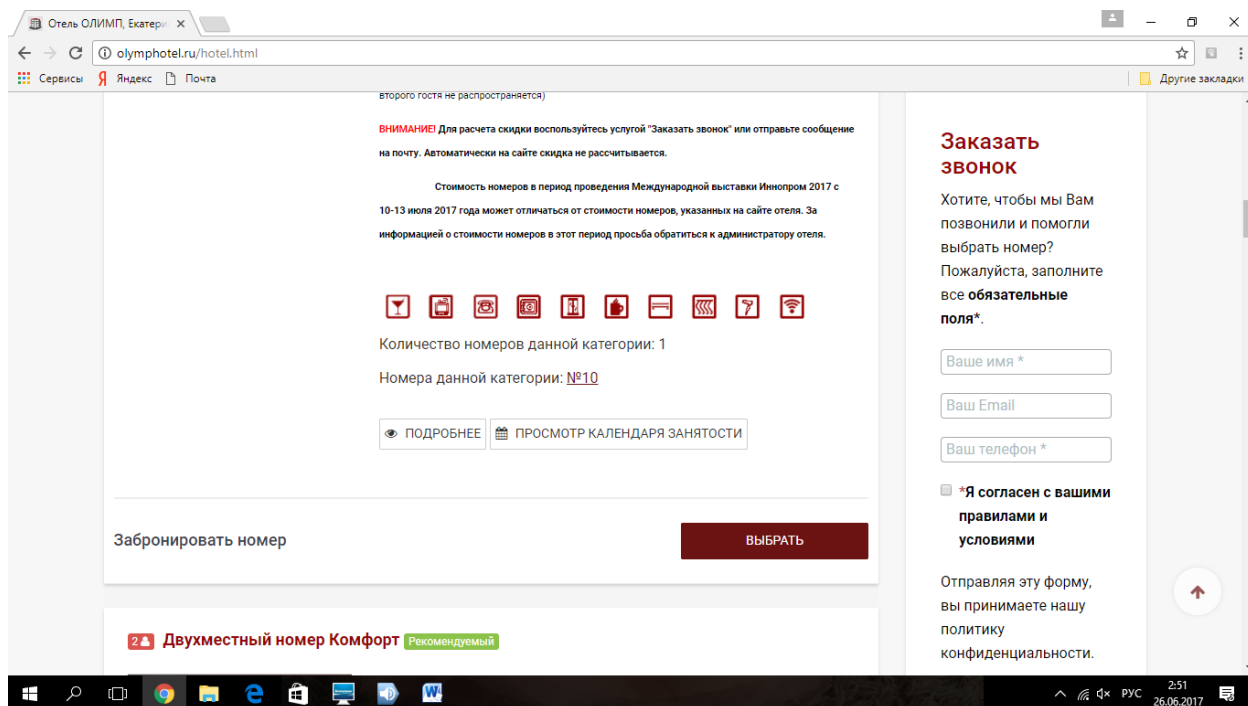 Отель ОЛИМП, Екатери
olymphotel.ru/hotel.html
Сервисы
Яндекс
Почта
Другие закладки
второго гостя не распространяется)
ВНИМАНИЕ! Для расчета скидки воспользуйтесь услугой "Заказать звонок" или отправьте сообщение
на почту. Автоматически на сайте скидка не рассчитывается.
Стоимость номеров в период проведения Международной выставки Иннопром 2017 с
10-13 июля 2017 года может отличаться от стоимости номеров, указанных на сайте отеля. За
информацией о стоимости номеров в этот период просьба обратиться к администратору отеля.
Количество номеров данной категории: 1
Номера данной категории: №10
ПОДРОБНЕЕ
ПРОСМОТР КАЛЕНДАРЯ ЗАНЯТОСТИ
Забронировать номер
ВЫБРАТЬ
2
Двухместный номер Комфорт
Рекомендуемый
Заказать
звонок
Хотите, чтобы мы Вам
позвонили и помогли
выбрать номер?
Пожалуйста, заполните
все обязательные
поля*.
Ваше имя *
Ваш Email
Ваш телефон *
*Я согласен с вашими
правилами и
условиями
Отправляя эту форму,
вы принимаете нашу
политику
конфиденциальности.
РУС
2:51
26.06.2017